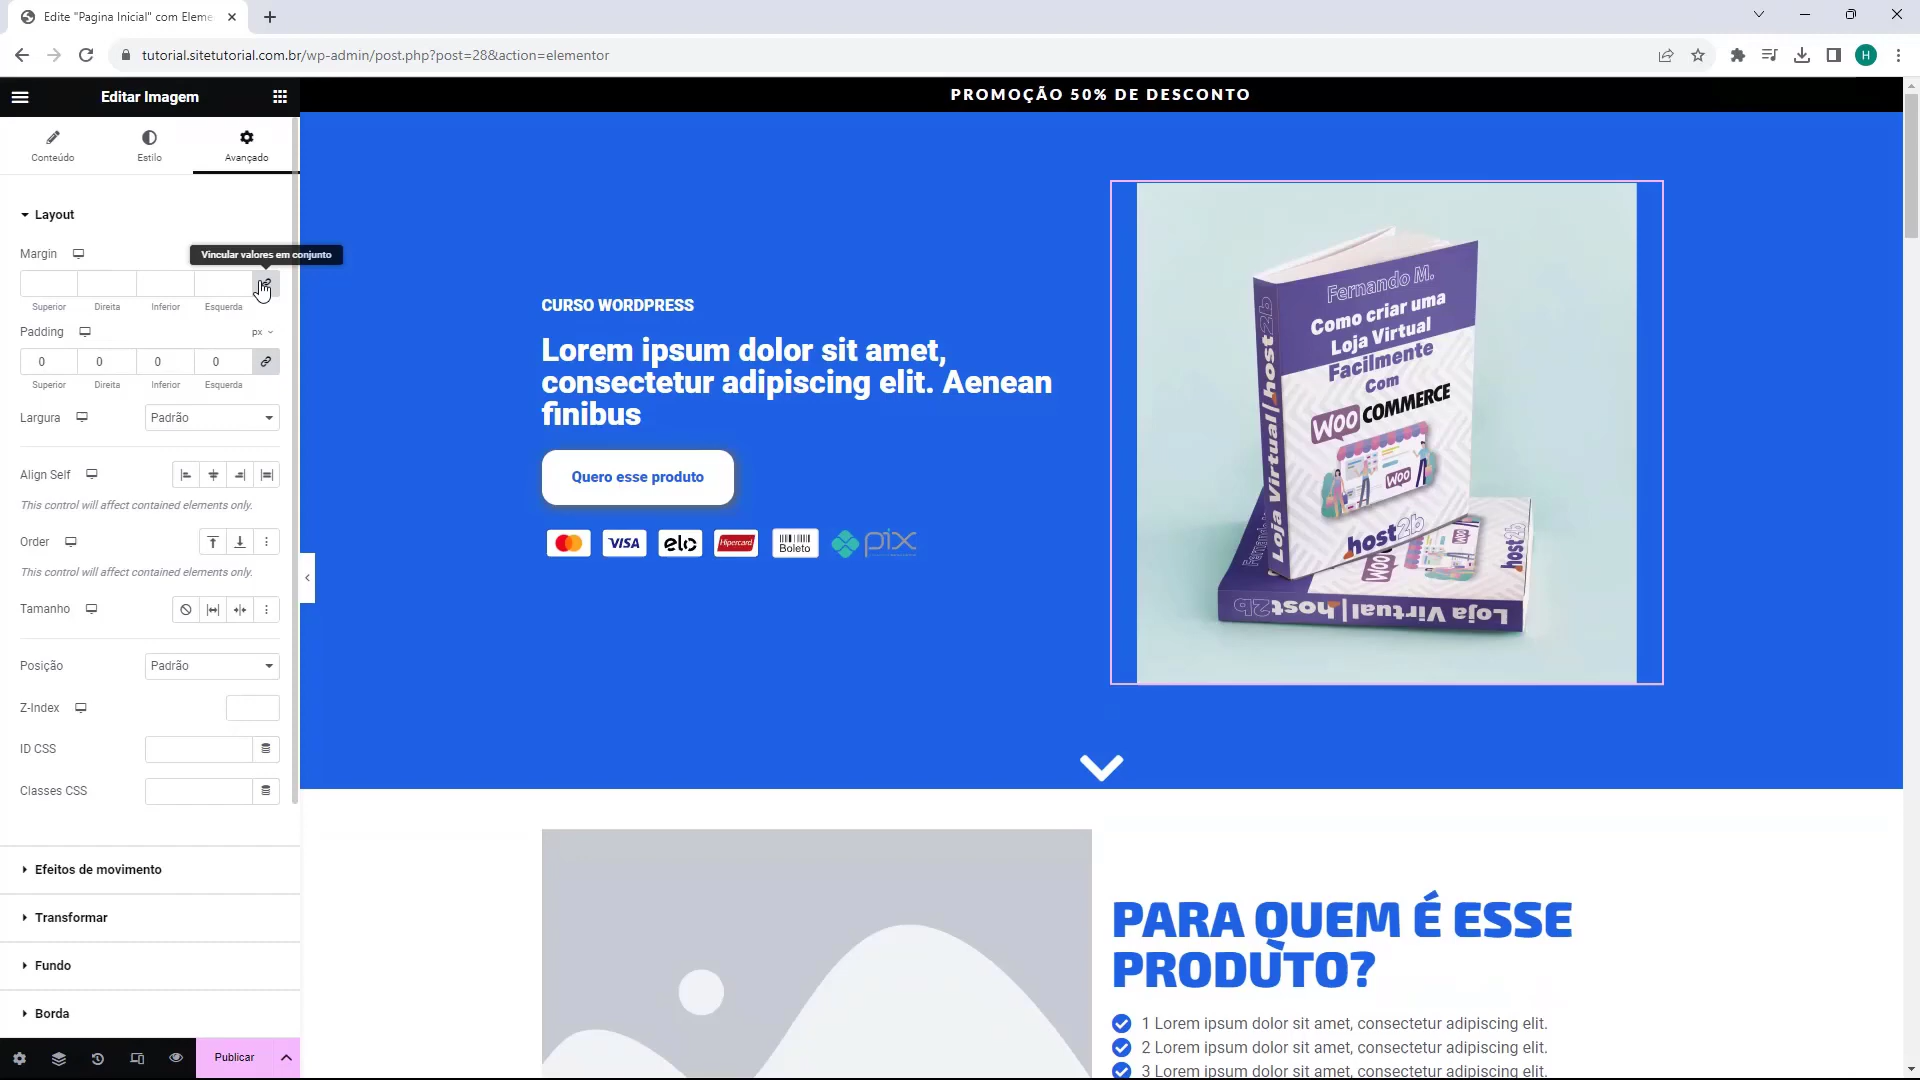 Edite "Pagina Inicial" com Eleme
tutorial.sitetutorial.com.br/wp-admin/post.php?post=28&action=elementor
H
Editar Imagem
Conteúdo
Estilo
Avançado
Layout
Margin
Vincular valores em conjunto
Superior
Direita
Inferior
Esquerda
Padding
px
0
0
0
0
Superior
Direita
Inferior
Esquerda
Largura
Padrão
Align Self
This control will affect contained elements only.
Order
This control will affect contained elements only.
Tamanho
Posição
Padrão
Z-Index
ID CSS
Classes CSS
Efeitos de movimento
Transformar
Fundo
Borda
Publicar
PROMOÇÃO 50% DE DESCONTO
CURSO WORDPRESS
Lorem ipsum dolor sit amet,
consectetur adipiscing elit. Aenean
finibus
Quero esse produto
VISA
elo
Hipercard
Boleto
pix
Fernando M.
Como criar uma
Loja Virtual
Facilmente
Com
WOO COMMERCE
WOO
host2b
Loja Virtual | host2b
WOO
host2b
Loja Virtual | host2b
PARA QUEM É ESSE
PRODUTO?
1 Lorem ipsum dolor sit amet, consectetur adipiscing elit.
2 Lorem ipsum dolor sit amet, consectetur adipiscing elit.
3 Lorem ipsum dolor sit amet, consectetur adipiscing elit.